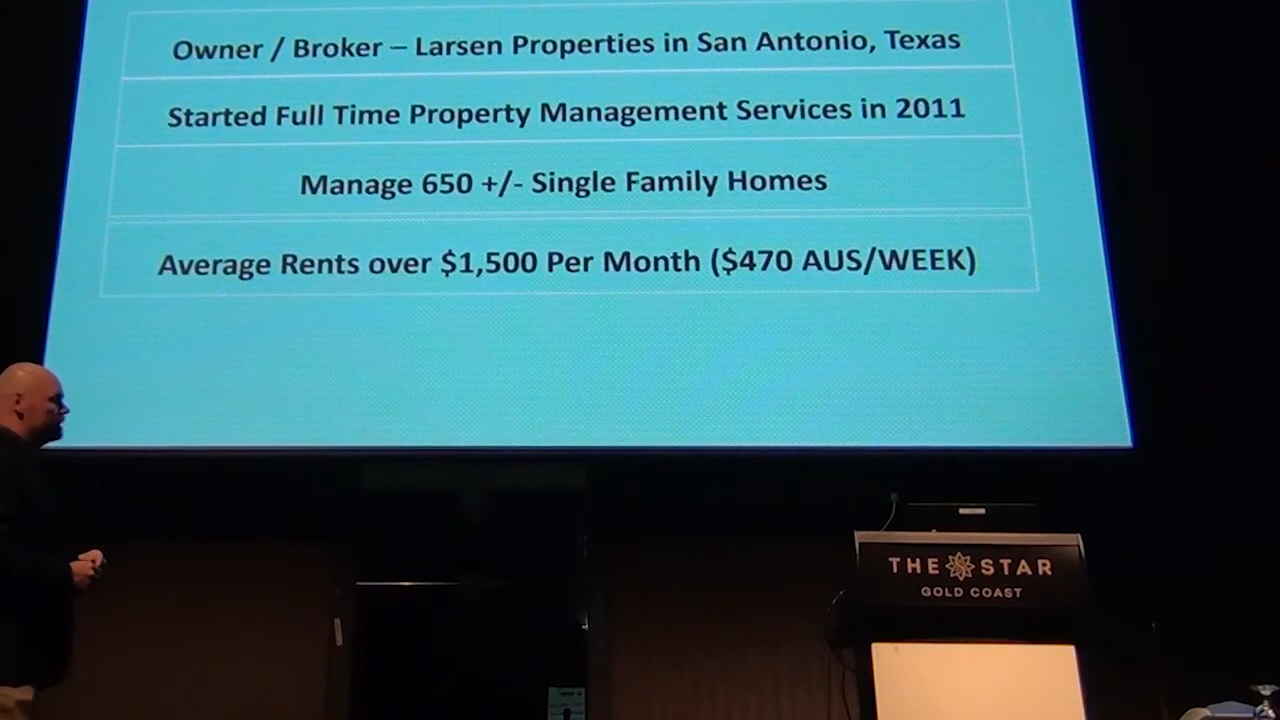 Owner / Broker – Larsen Properties in San Antonio, Texas
Started Full Time Property Management Services in 2011
Manage 650 +/- Single Family Homes
Average Rents over $1,500 Per Month ($470 AUS/WEEK)
THE STAR
GOLD COAST